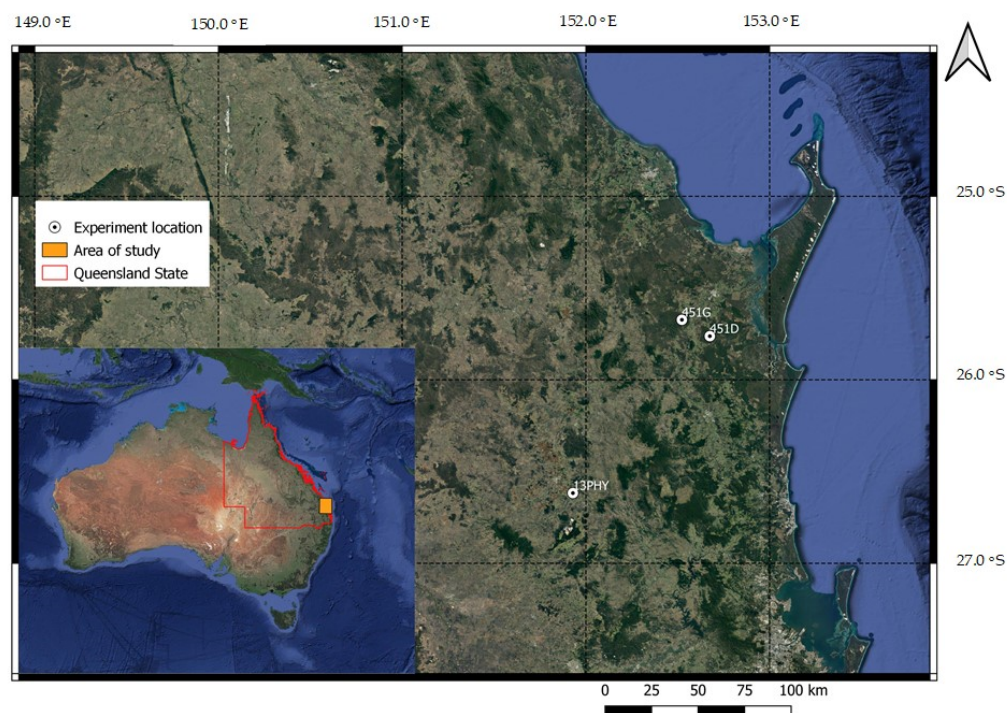 149.0 °E 150.0 °E 151.0 °E 152.0 °E 153.0 °E
25.0 °S
Experiment location
Area of study
Queensland State
451G
451D
26.0 °S
13PHY
27.0 °S
0 25 50 75 100 km